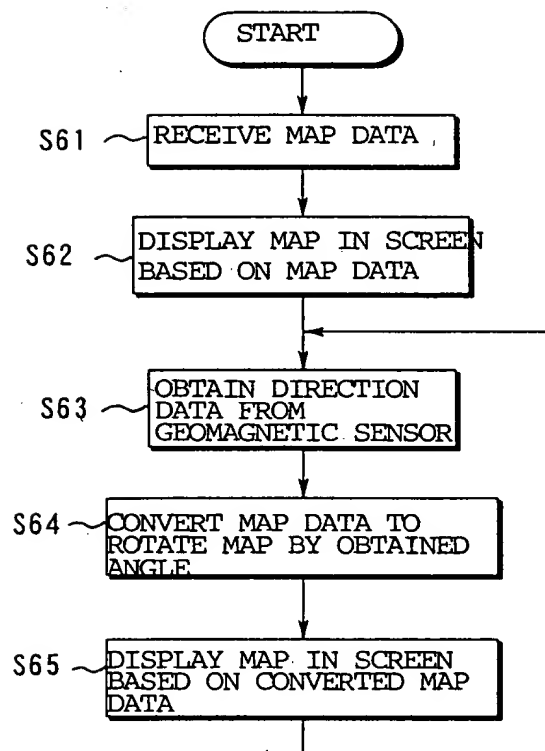 START
S61
RECEIVE MAP DATA
S62
DISPLAY MAP IN SCREEN
BASED ON MAP DATA
S63
OBTAIN DIRECTION
DATA FROM
GEOMAGNETIC SENSOR
S64
CONVERT MAP DATA TO
ROTATE MAP BY OBTAINED
ANGLE
S65
DISPLAY MAP IN SCREEN
BASED ON CONVERTED MAP
DATA